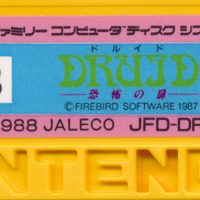 ファミリー コンピュータ ディスク シス
ドルイド
DRUID
恐怖の扉
©FIREBIRD SOFTWARE 1987
1988 JALECO JFD-DR
NTEND